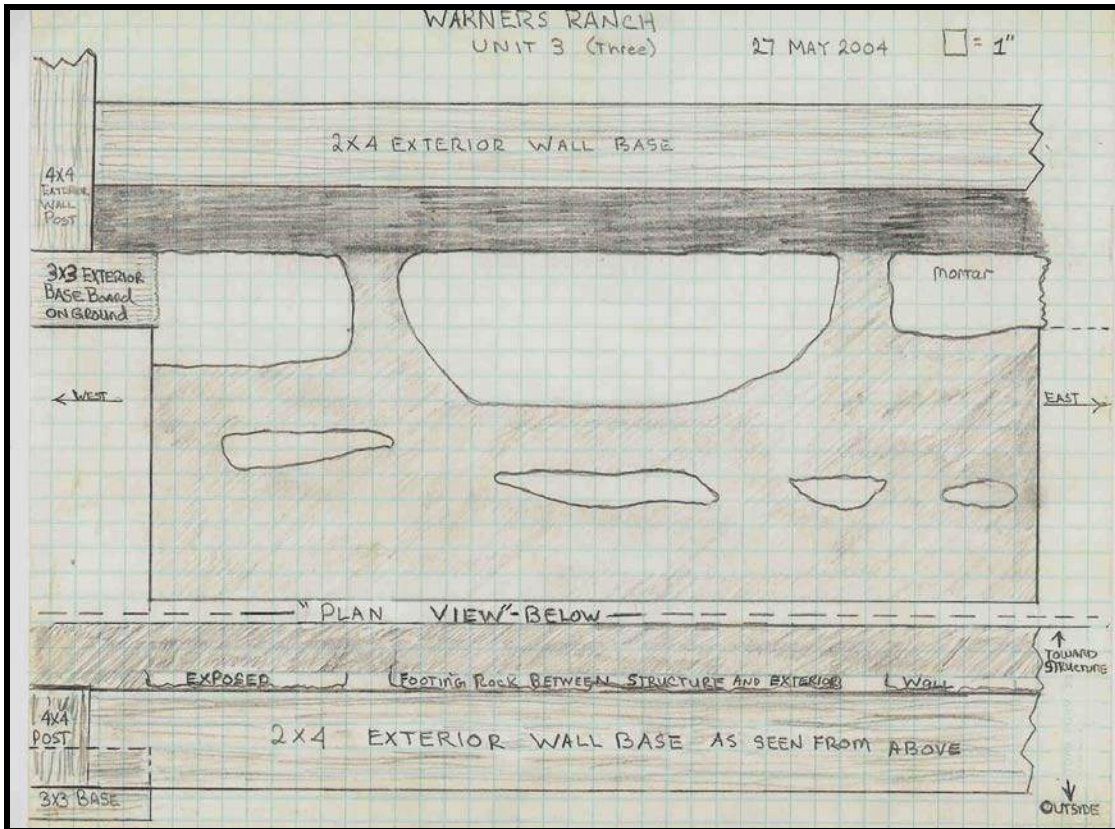 WARNERS RANCH
UNIT 3 (Three)
27 MAY 2004
= 1"
2X4 EXTERIOR WALL BASE
4X4
EXTERIOR
WALL
POST
3X3 EXTERIOR
BASE Board
ON GROUND
mortar
WEST
EAST
"PLAN VIEW"-BELOW
TOWARD
STRUCTURE
EXPOSED FOOTING ROCK BETWEEN STRUCTURE AND EXTERIOR WALL
4X4
POST
2X4 EXTERIOR WALL BASE AS SEEN FROM ABOVE
3X3 BASE
OUTSIDE